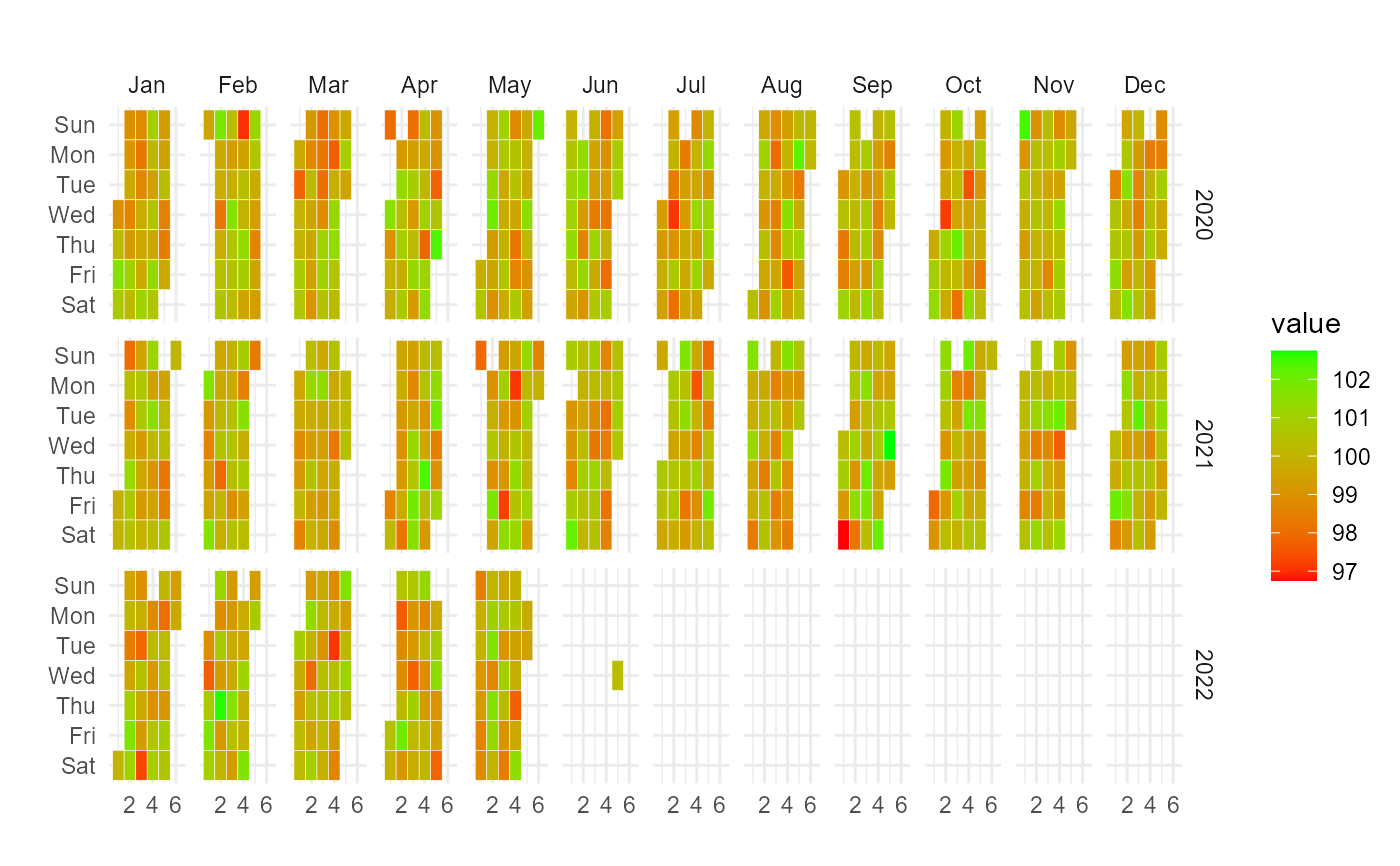 Jan Feb Mar Apr May Jun Jul Aug Sep Oct Nov Dec
Sun
Mon
Tue
Wed
Thu
Fri
Sat
2020
Sun
Mon
Tue
Wed
Thu
Fri
Sat
2021
Sun
Mon
Tue
Wed
Thu
Fri
Sat
2022
2 4 6 2 4 6 2 4 6 2 4 6 2 4 6 2 4 6 2 4 6 2 4 6 2 4 6 2 4 6 2 4 6 2 4 6
value
102
101
100
99
98
97